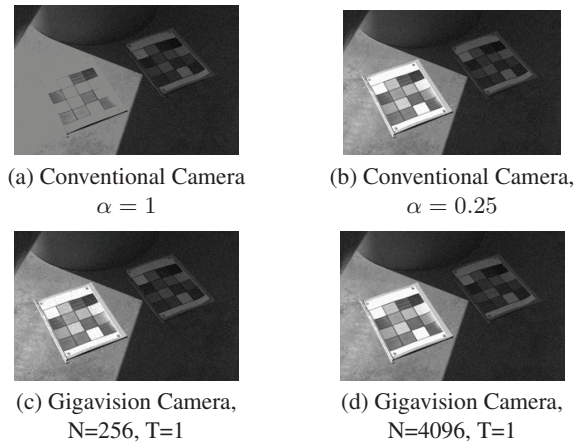 (a) Conventional Camera
α = 1
(b) Conventional Camera,
α = 0.25
(c) Gigavision Camera,
N=256, T=1
(d) Gigavision Camera,
N=4096, T=1